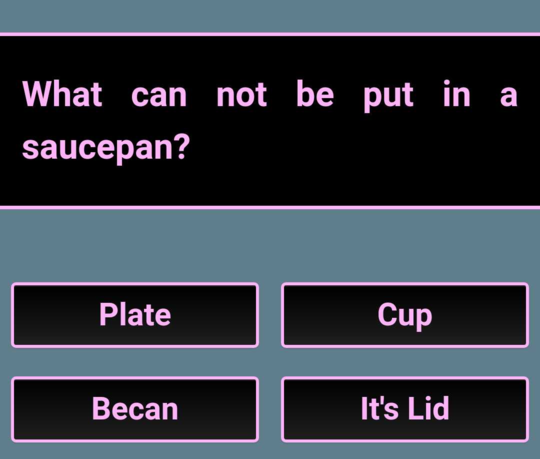 What can not be put in a
saucepan?
Plate
Cup
Becan
It's Lid